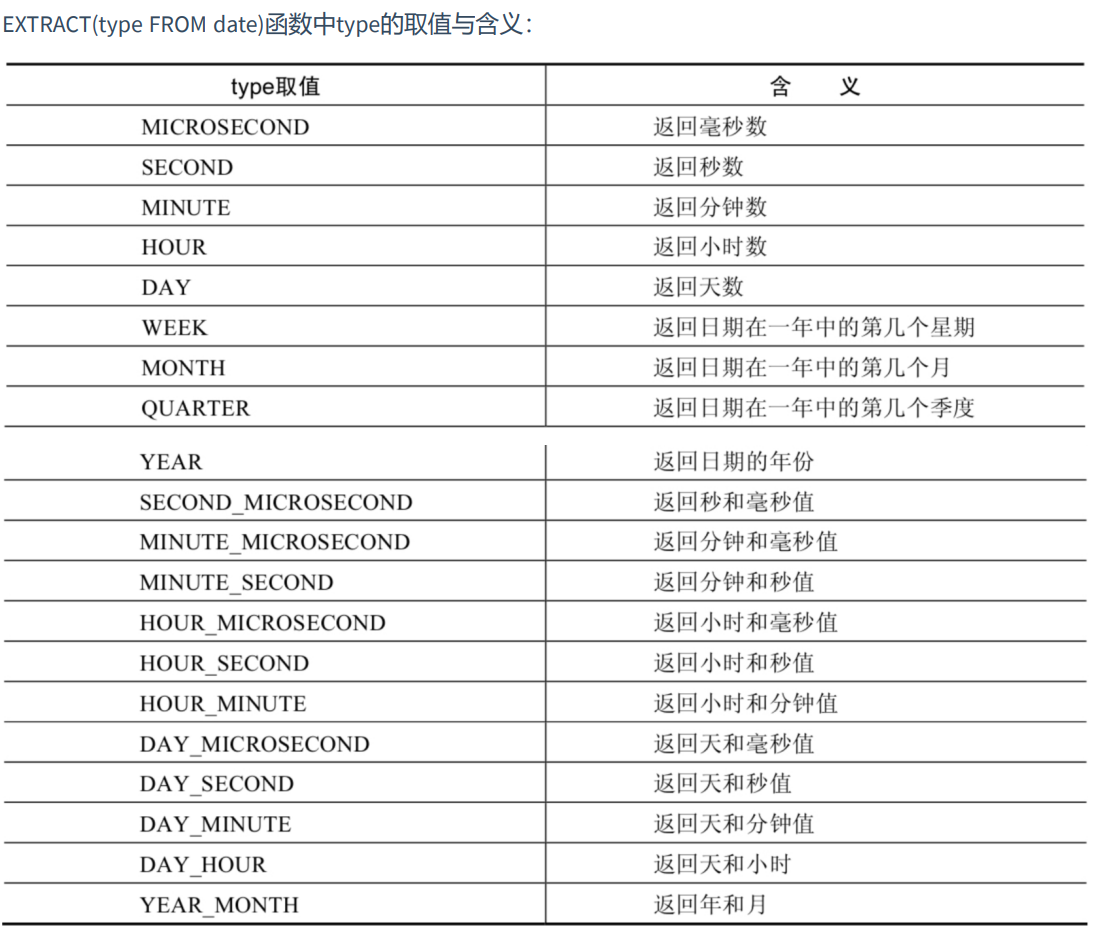 EXTRACT(type FROM date)函数中type的取值与含义：
type取值 含 义
MICROSECOND 返回毫秒数
SECOND 返回秒数
MINUTE 返回分钟数
HOUR 返回小时数
DAY 返回天数
WEEK 返回日期在一年中的第几个星期
MONTH 返回日期在一年中的第几个月
QUARTER 返回日期在一年中的第几个季度
YEAR 返回日期的年份
SECOND_MICROSECOND 返回秒和毫秒值
MINUTE_MICROSECOND 返回分钟和毫秒值
MINUTE_SECOND 返回分钟和秒值
HOUR_MICROSECOND 返回小时和毫秒值
HOUR_SECOND 返回小时和秒值
HOUR_MINUTE 返回小时和分钟值
DAY_MICROSECOND 返回天和毫秒值
DAY_SECOND 返回天和秒值
DAY_MINUTE 返回天和分钟值
DAY_HOUR 返回天和小时
YEAR_MONTH 返回年和月